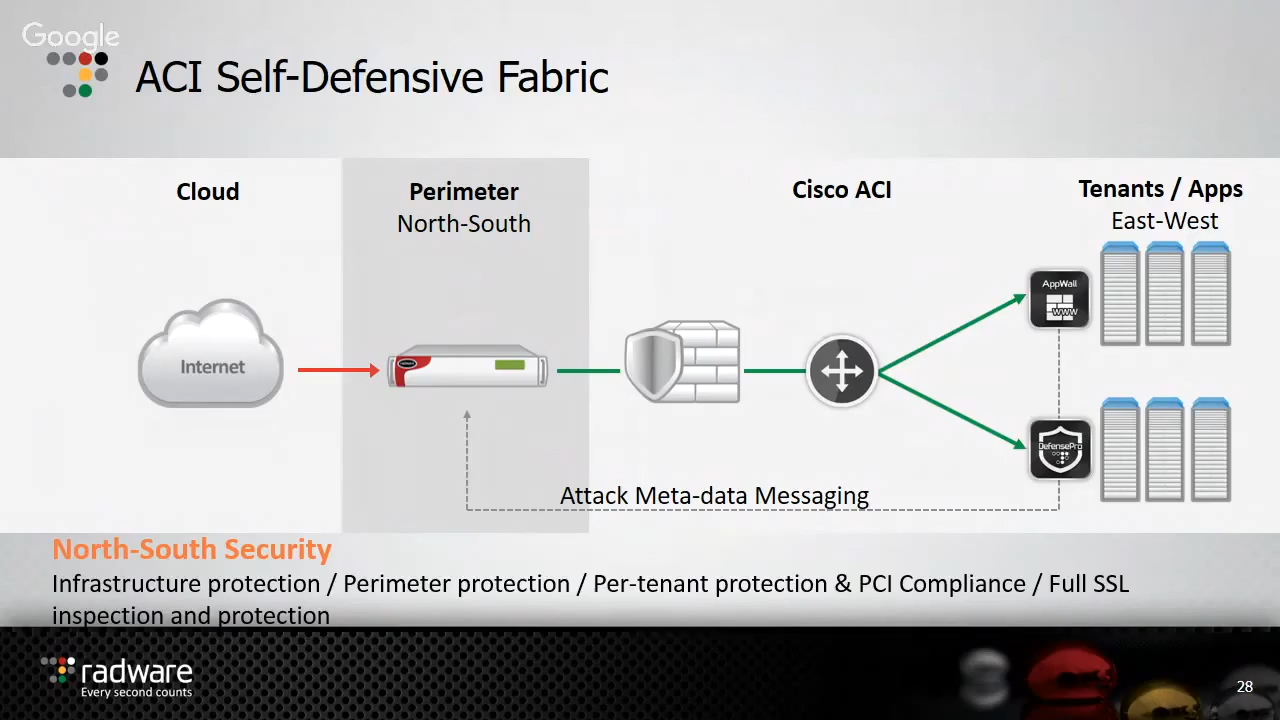 Google
ACI Self-Defensive Fabric
Cloud
Perimeter
North-South
Cisco ACI
Tenants / Apps
East-West
Internet
AppWall
WWW
DefensePro
Attack Meta-data Messaging
North-South Security
Infrastructure protection / Perimeter protection / Per-tenant protection & PCI Compliance / Full SSL
inspection and protection
radware
Every second counts
28